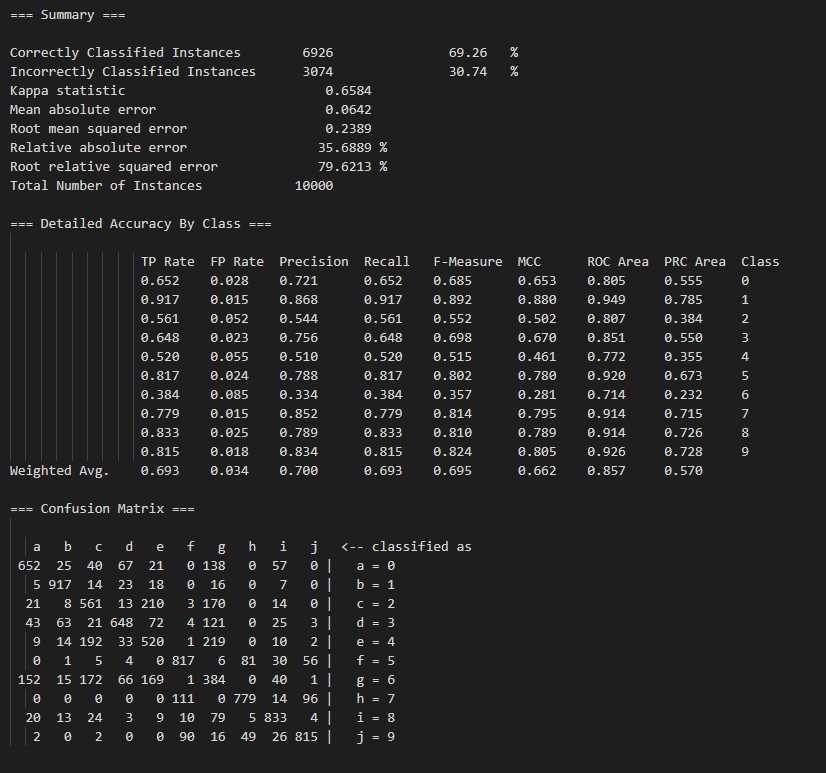 === Summary ===
Correctly Classified Instances 6926 69.26 %
Incorrectly Classified Instances 3074 30.74 %
Kappa statistic 0.6584
Mean absolute error 0.0642
Root mean squared error 0.2389
Relative absolute error 35.6889 %
Root relative squared error 79.6213 %
Total Number of Instances 10000
=== Detailed Accuracy By Class ===
TP Rate FP Rate Precision Recall F-Measure MCC ROC Area PRC Area Class
0.652 0.028 0.721 0.652 0.685 0.653 0.805 0.555 0
0.917 0.015 0.868 0.917 0.892 0.880 0.949 0.785 1
0.561 0.052 0.544 0.561 0.552 0.502 0.807 0.384 2
0.648 0.023 0.756 0.648 0.698 0.670 0.851 0.550 3
0.520 0.055 0.510 0.520 0.515 0.461 0.772 0.355 4
0.817 0.024 0.788 0.817 0.802 0.780 0.920 0.673 5
0.384 0.085 0.334 0.384 0.357 0.281 0.714 0.232 6
0.779 0.015 0.852 0.779 0.814 0.795 0.914 0.715 7
0.833 0.025 0.789 0.833 0.810 0.789 0.914 0.726 8
0.815 0.018 0.834 0.815 0.824 0.805 0.926 0.728 9
Weighted Avg. 0.693 0.034 0.700 0.693 0.695 0.662 0.857 0.570
=== Confusion Matrix ===
a b c d e f g h i j <-- classified as
652 25 40 67 21 0 138 0 57 0 | a = 0
5 917 14 23 18 0 16 0 7 0 | b = 1
21 8 561 13 210 3 170 0 14 0 | c = 2
43 63 21 648 72 4 121 0 25 3 | d = 3
9 14 192 33 520 1 219 0 10 2 | e = 4
0 1 5 4 0 817 6 81 30 56 | f = 5
152 15 172 66 169 1 384 0 40 1 | g = 6
0 0 0 0 0 111 0 779 14 96 | h = 7
20 13 24 3 9 10 79 5 833 4 | i = 8
2 0 2 0 0 90 16 49 26 815 | j = 9